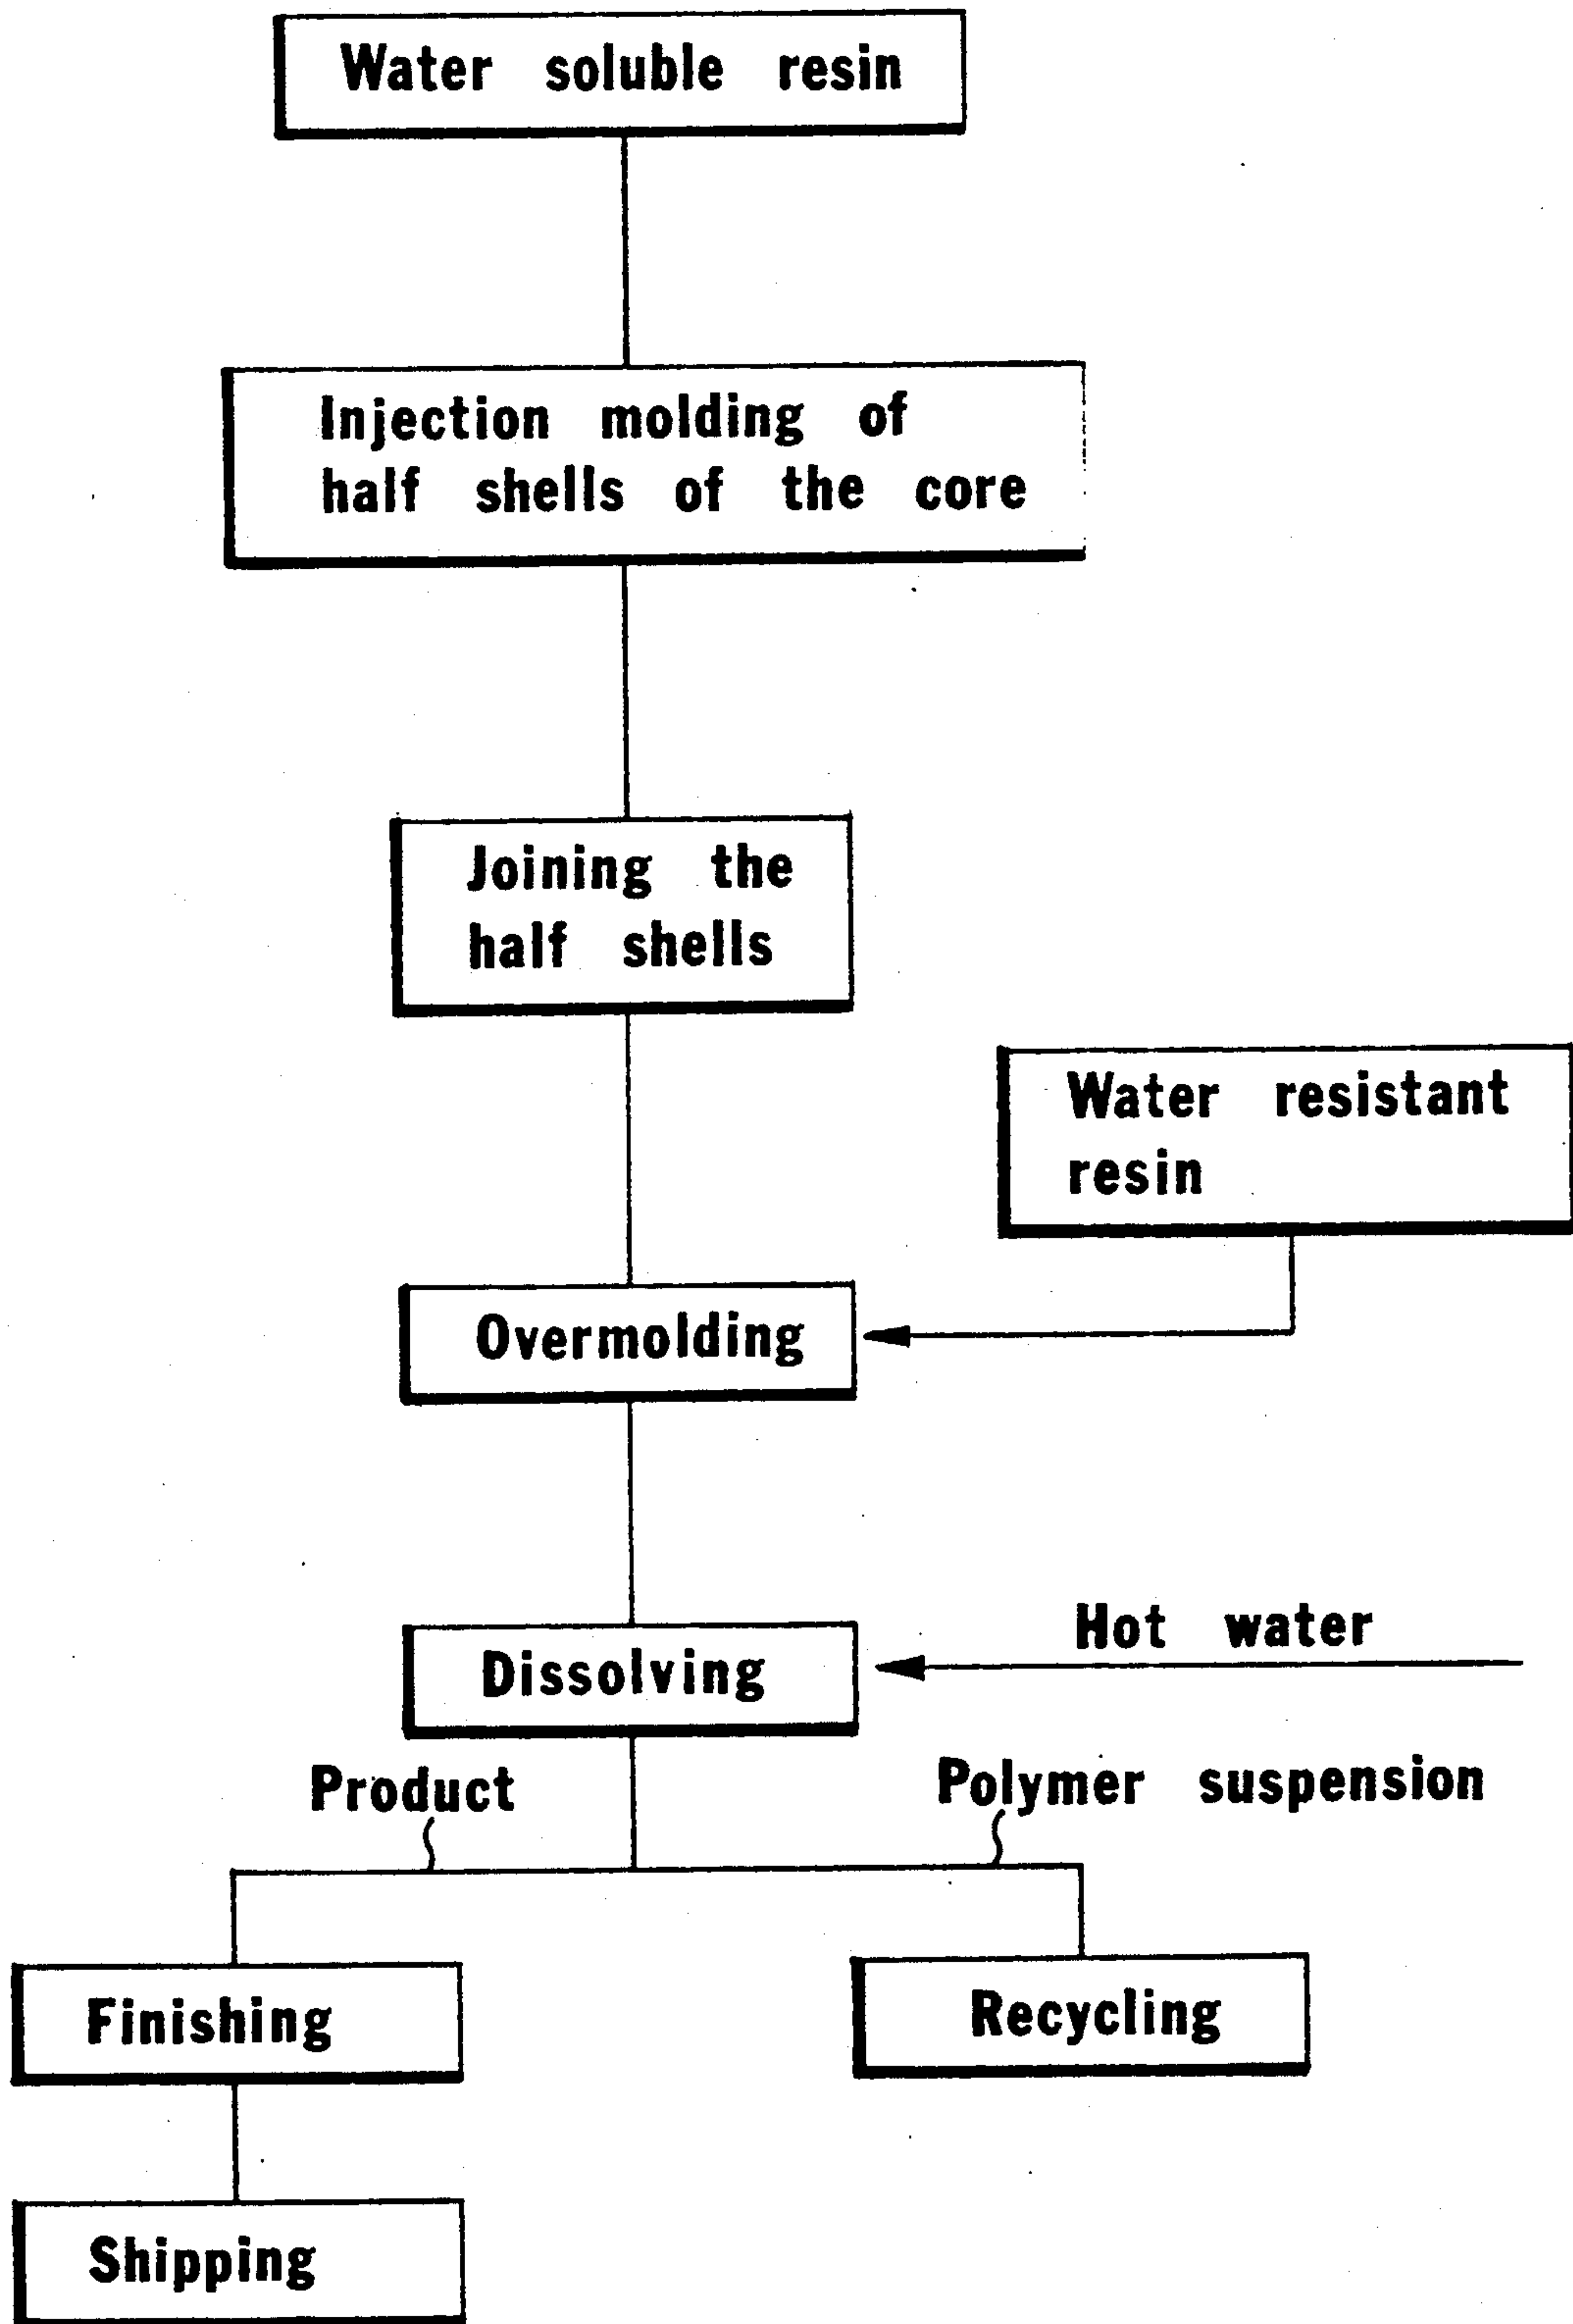 Water soluble resin
Injection molding of
half shells of the core
Joining the
half shells
Water resistant
resin
Overmolding
Hot water
Dissolving
Product
Polymer suspension
Finishing
Recycling
Shipping